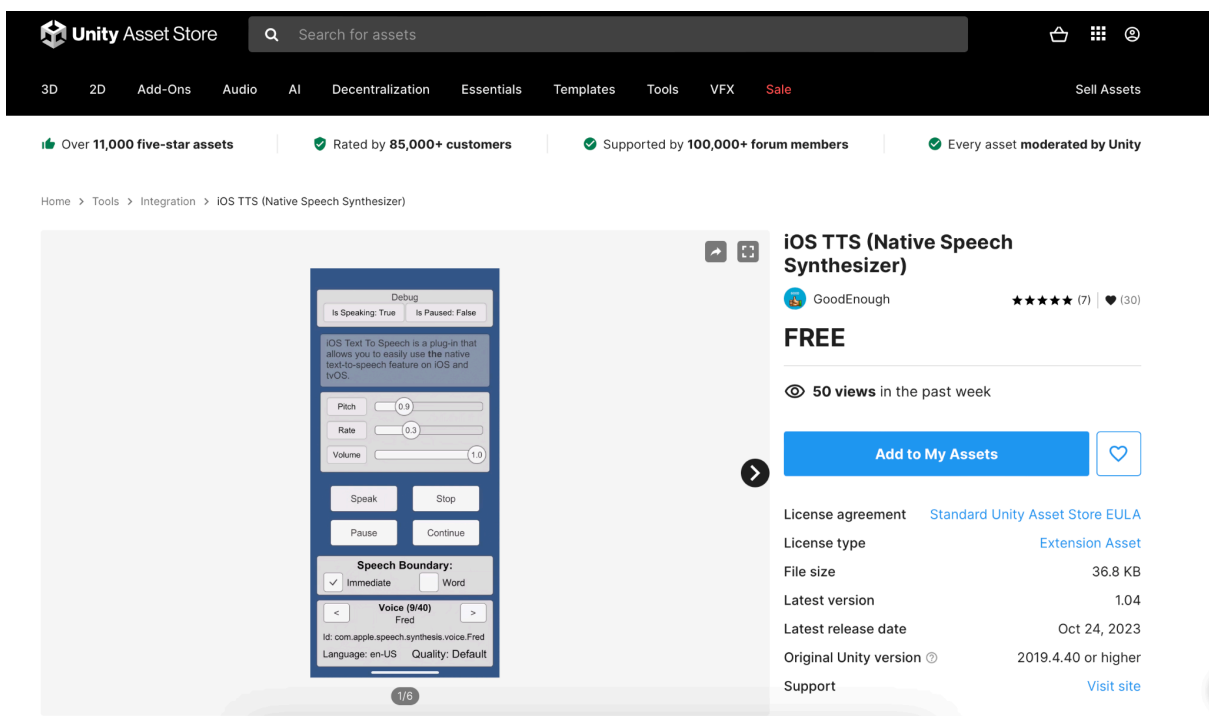 Unity Asset Store
Search for assets
3D 2D Add-Ons Audio AI Decentralization Essentials Templates Tools VFX Sale Sell Assets
Over 11,000 five-star assets Rated by 85,000+ customers Supported by 100,000+ forum members Every asset moderated by Unity
Home > Tools > Integration > iOS TTS (Native Speech Synthesizer)
Debug
Is Speaking: True Is Paused: False
iOS Text To Speech is a plug-in that
allows you to easily use the native
text-to-speech feature on iOS and
tvOS.
Pitch 0.9
Rate 0.3
Volume 1.0
Speak Stop
Pause Continue
Speech Boundary:
Immediate Word
< Voice (9/40) >
Fred
Id: com.apple.speech.synthesis.voice.Fred
Language: en-US Quality: Default
1/6
iOS TTS (Native Speech
Synthesizer)
GoodEnough ★★★★★ (7) | ♥ (30)
FREE
50 views in the past week
Add to My Assets
License agreement Standard Unity Asset Store EULA
License type Extension Asset
File size 36.8 KB
Latest version 1.04
Latest release date Oct 24, 2023
Original Unity version ? 2019.4.40 or higher
Support Visit site